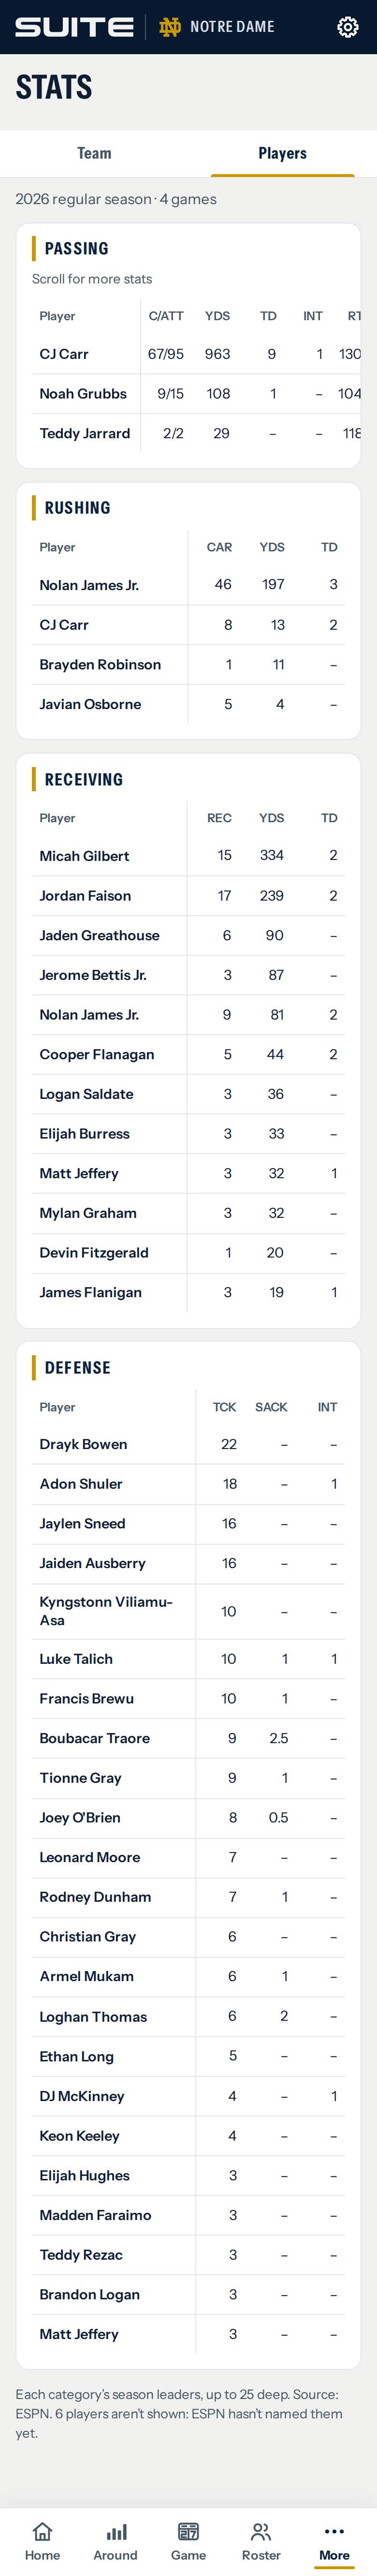 SUITE NOTRE DAME
STATS
Team Players
2026 regular season · 4 games
PASSING
Scroll for more stats
Player C/ATT YDS TD INT RT
CJ Carr 67/95 963 9 1 130
Noah Grubbs 9/15 108 1 – 104
Teddy Jarrard 2/2 29 – – 118
RUSHING
Player CAR YDS TD
Nolan James Jr. 46 197 3
CJ Carr 8 13 2
Brayden Robinson 1 11 –
Javian Osborne 5 4 –
RECEIVING
Player REC YDS TD
Micah Gilbert 15 334 2
Jordan Faison 17 239 2
Jaden Greathouse 6 90 –
Jerome Bettis Jr. 3 87 –
Nolan James Jr. 9 81 2
Cooper Flanagan 5 44 2
Logan Saldate 3 36 –
Elijah Burress 3 33 –
Matt Jeffery 3 32 1
Mylan Graham 3 32 –
Devin Fitzgerald 1 20 –
James Flanigan 3 19 1
DEFENSE
Player TCK SACK INT
Drayk Bowen 22 – –
Adon Shuler 18 – 1
Jaylen Sneed 16 – –
Jaiden Ausberry 16 – –
Kyngstonn Viliamu-
Asa 10 – –
Luke Talich 10 1 1
Francis Brewu 10 1 –
Boubacar Traore 9 2.5 –
Tionne Gray 9 1 –
Joey O'Brien 8 0.5 –
Leonard Moore 7 – –
Rodney Dunham 7 1 –
Christian Gray 6 – –
Armel Mukam 6 1 –
Loghan Thomas 6 2 –
Ethan Long 5 – –
DJ McKinney 4 – 1
Keon Keeley 4 – –
Elijah Hughes 3 – –
Madden Faraimo 3 – –
Teddy Rezac 3 – –
Brandon Logan 3 – –
Matt Jeffery 3 – –
Each category's season leaders, up to 25 deep. Source:
ESPN. 6 players aren't shown: ESPN hasn't named them
yet.
Home Around Game Roster More